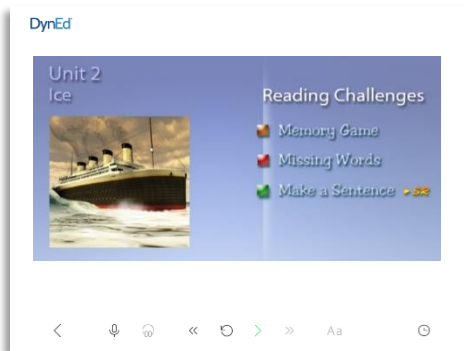 DynEd
Unit 2
Ice
Reading Challenges
Memory Game
Missing Words
Make a Sentence
Aa